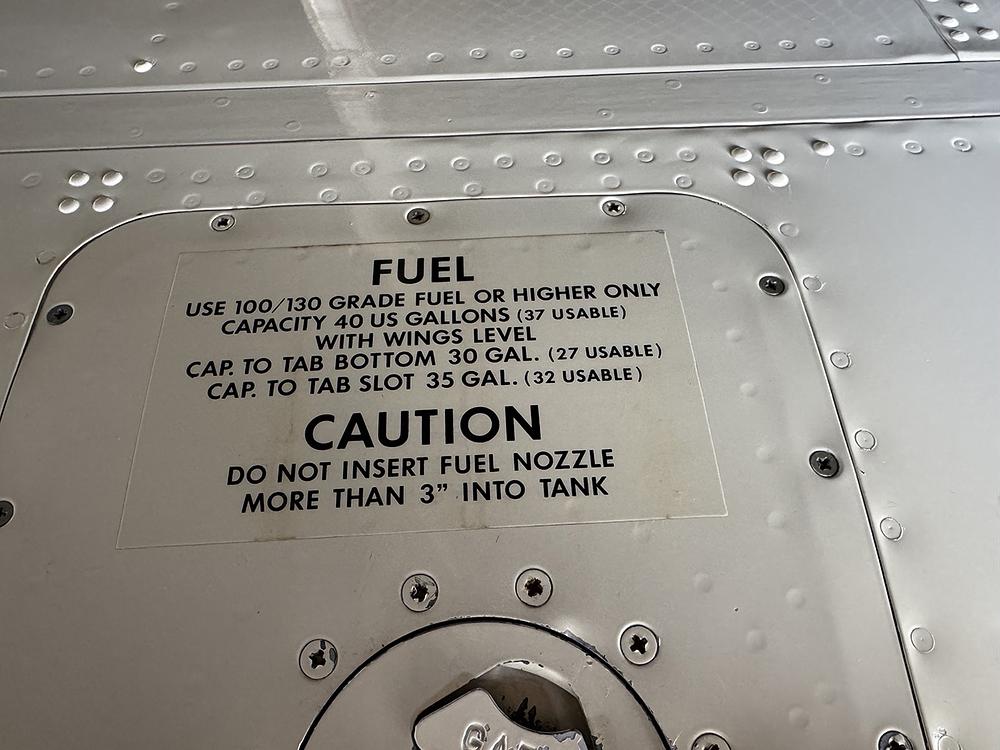 FUEL
USE 100/130 GRADE FUEL OR HIGHER ONLY
CAPACITY 40 US GALLONS (37 USABLE)
WITH WINGS LEVEL
CAP. TO TAB BOTTOM 30 GAL. (27 USABLE)
CAP. TO TAB SLOT 35 GAL. (32 USABLE)
CAUTION
DO NOT INSERT FUEL NOZZLE
MORE THAN 3” INTO TANK